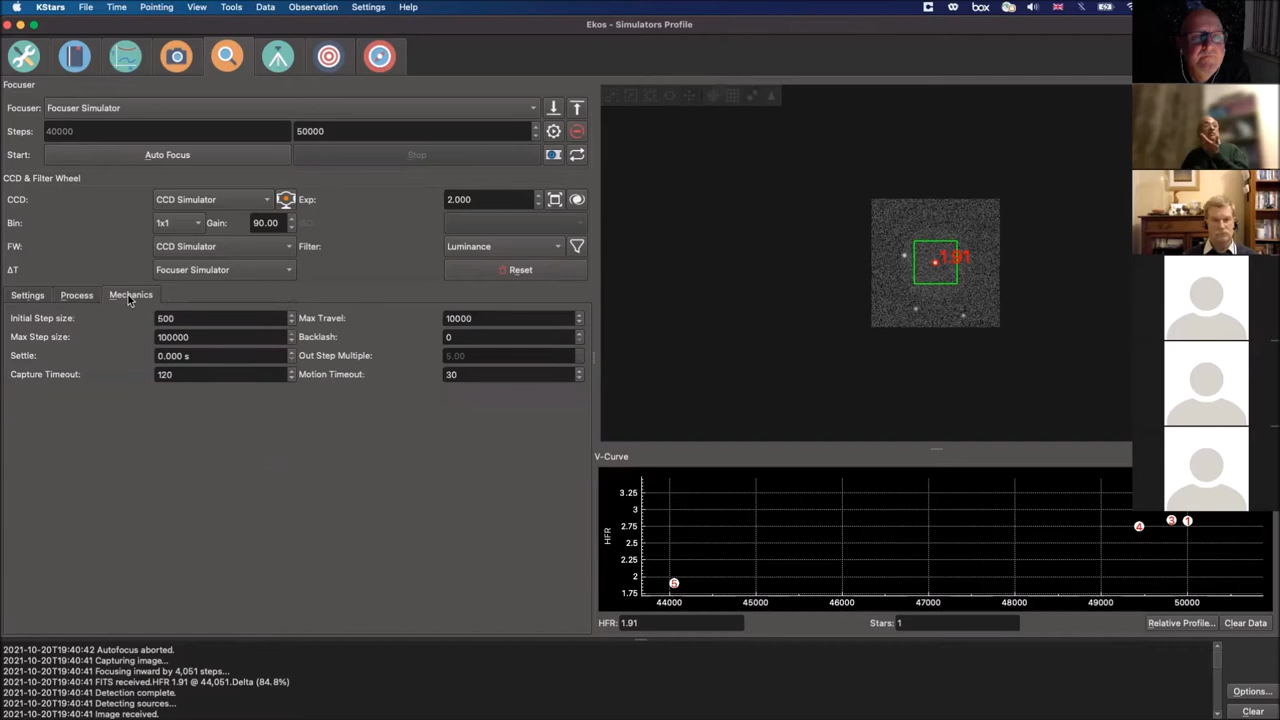 KStars File Time Pointing View Tools Data Observation Settings Help box
Ekos - Simulators Profile
Focuser
Focuser: Focuser Simulator
Steps: 40000 50000
Start: Auto Focus Stop
CCD & Filter Wheel
CCD: CCD Simulator Exp: 2.000
Bin: 1x1 Gain: 90.00 ISO
FW: CCD Simulator Filter: Luminance
ΔT Focuser Simulator Reset
Settings Process Mechanics
Initial Step size: 500 Max Travel: 10000
Max Step size: 100000 Backlash: 0
Settle: 0.000 s Out Step Multiple: 5.00
Capture Timeout: 120 Motion Timeout: 30
1.91
V-Curve
3.25
3
2.75
2.5
2.25
2
1.75
HFR
5
4
3
1
44000 45000 46000 47000 48000 49000 50000
HFR: 1.91 Stars: 1 Relative Profile... Clear Data
2021-10-20T19:40:42 Autofocus aborted.
2021-10-20T19:40:41 Capturing image...
2021-10-20T19:40:41 Focusing inward by 4,051 steps...
2021-10-20T19:40:41 FITS received.HFR 1.91 @ 44,051.Delta (84.8%)
2021-10-20T19:40:41 Detection complete.
2021-10-20T19:40:41 Detecting sources...
2021-10-20T19:40:41 Image received.
Options...
Clear